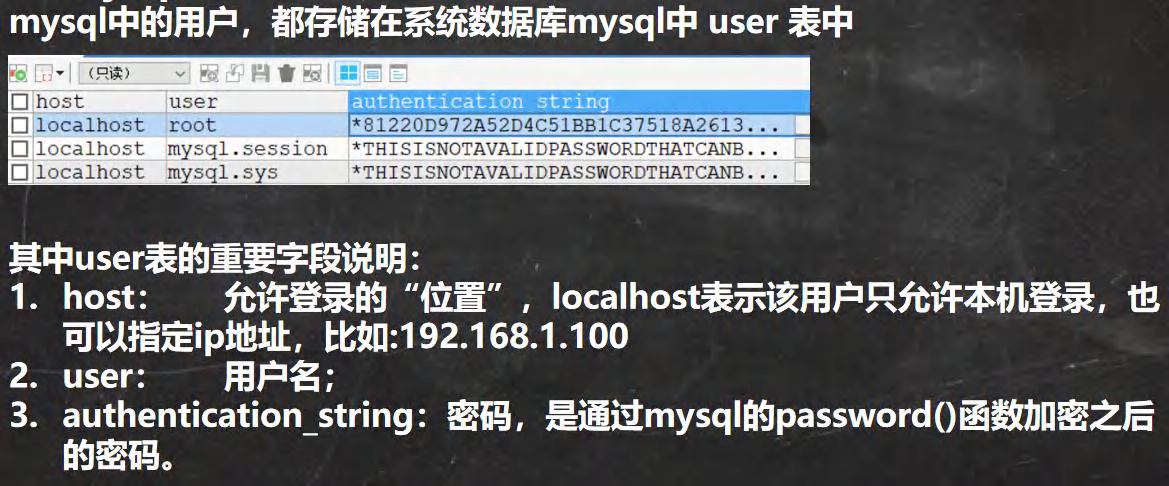 mysql中的用户，都存储在系统数据库mysql中 user 表中
（只读）
host user authentication_string
localhost root *81220D972A52D4C51BB1C37518A2613...
localhost mysql.session *THISISNOTAVALIDPASSWORDTHATCANB...
localhost mysql.sys *THISISNOTAVALIDPASSWORDTHATCANB...
其中user表的重要字段说明：
1. host： 允许登录的“位置”，localhost表示该用户只允许本机登录，也
可以指定ip地址，比如:192.168.1.100
2. user： 用户名；
3. authentication_string：密码，是通过mysql的password()函数加密之后
的密码。